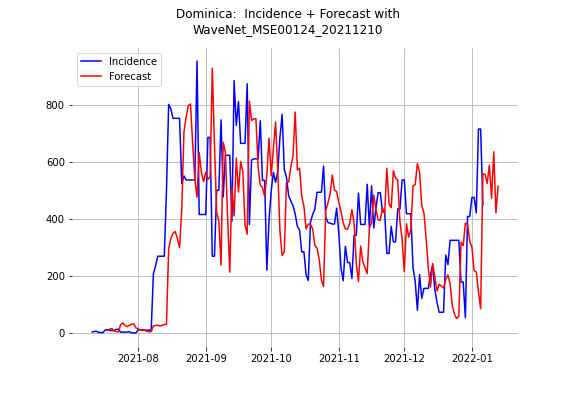 Dominica:  Incidence + Forecast with
WaveNet_MSE00124_20211210
Incidence
Forecast
800
600
400
200
0
2021-08
2021-09
2021-10
2021-11
2021-12
2022-01